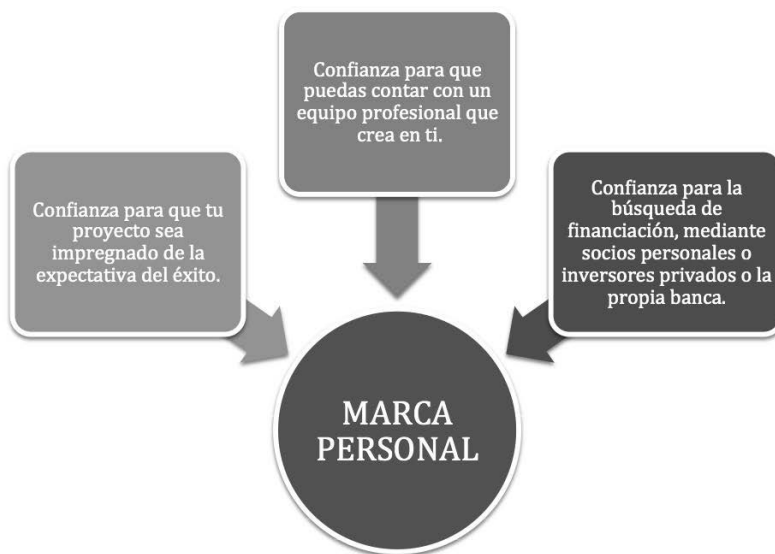 Confianza para que
puedas contar con un
equipo profesional que
crea en ti.
Confianza para que tu
proyecto sea
impregnado de la
expectativa del éxito.
Confianza para la
búsqueda de
financiación, mediante
socios personales o
inversores privados o la
propia banca.
MARCA
PERSONAL